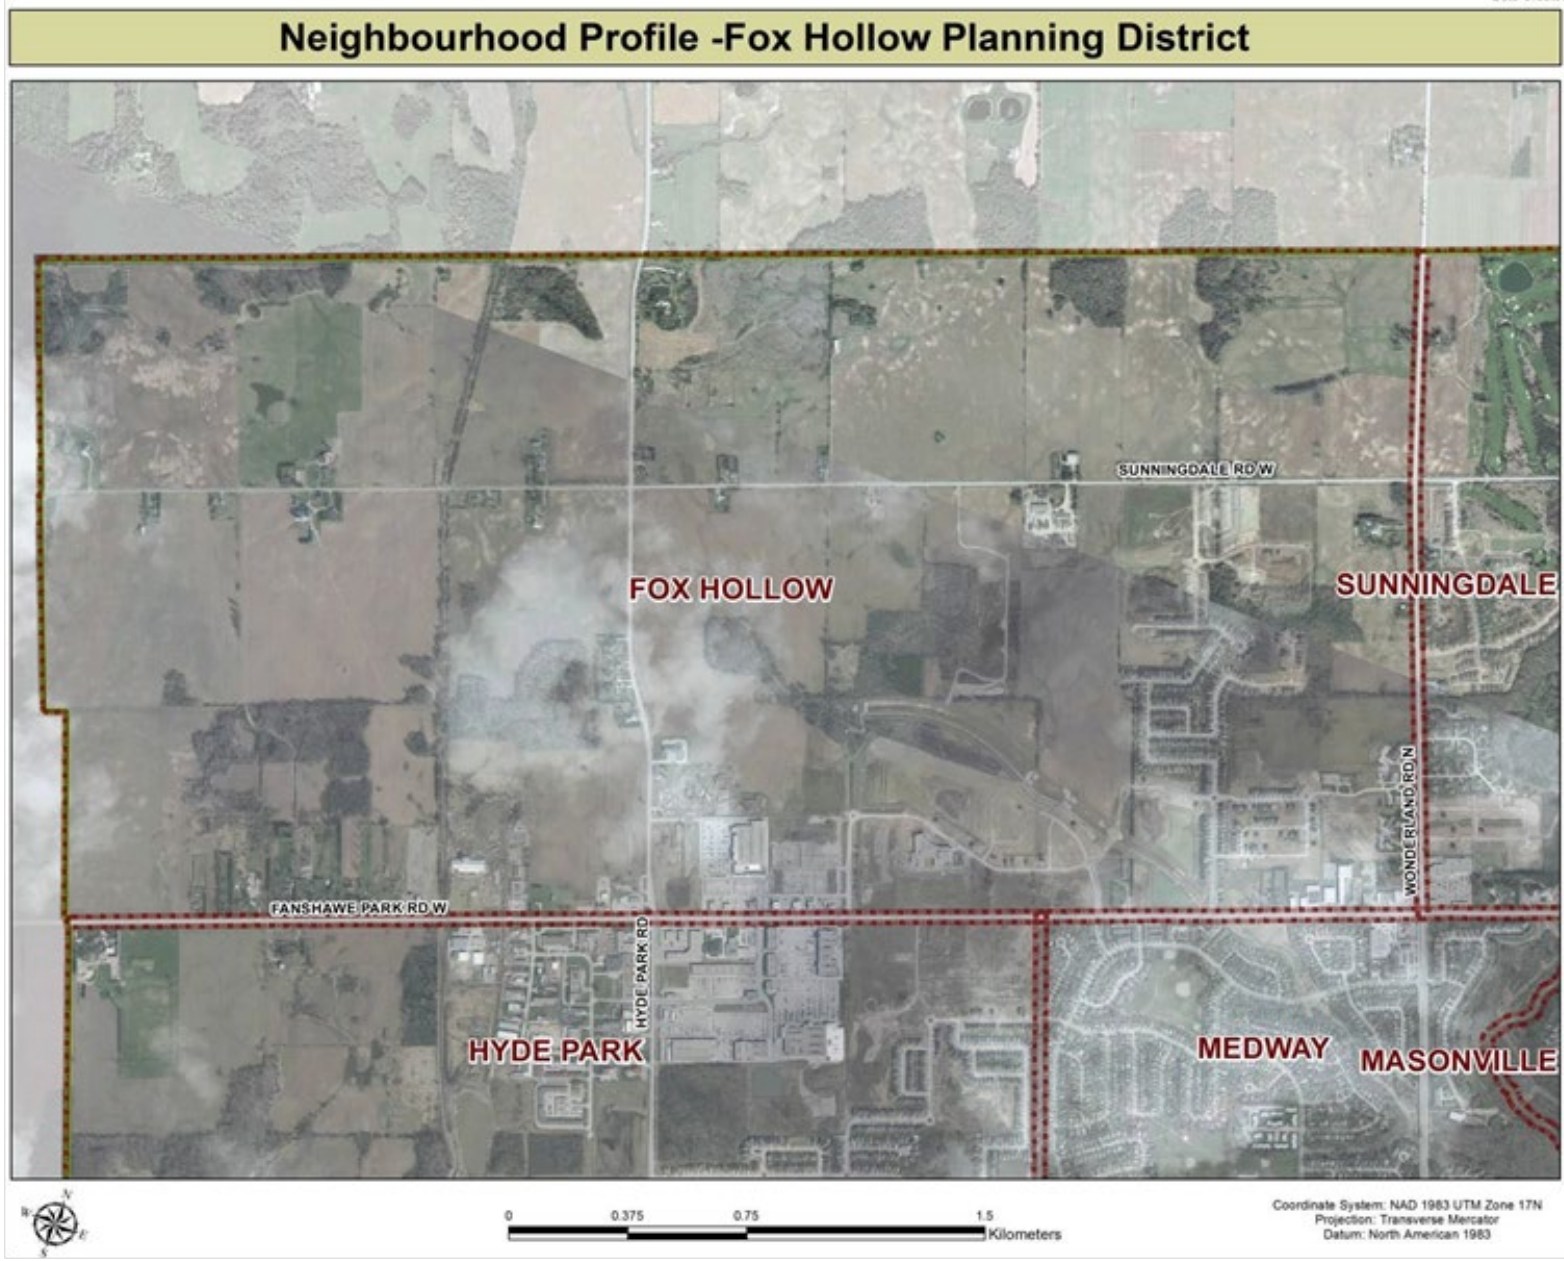 Neighbourhood Profile -Fox Hollow Planning District
SUNNINGDALE RD W
FOX HOLLOW
SUNNINGDALE
WONDERLAND RD N
FANSHAWE PARK RD W
HYDE PARK RD
HYDE PARK
MEDWAY
MASONVILLE
N
W
E
S
0 0.375 0.75 1.5
Kilometers
Coordinate System: NAD 1983 UTM Zone 17N
Projection: Transverse Mercator
Datum: North American 1983